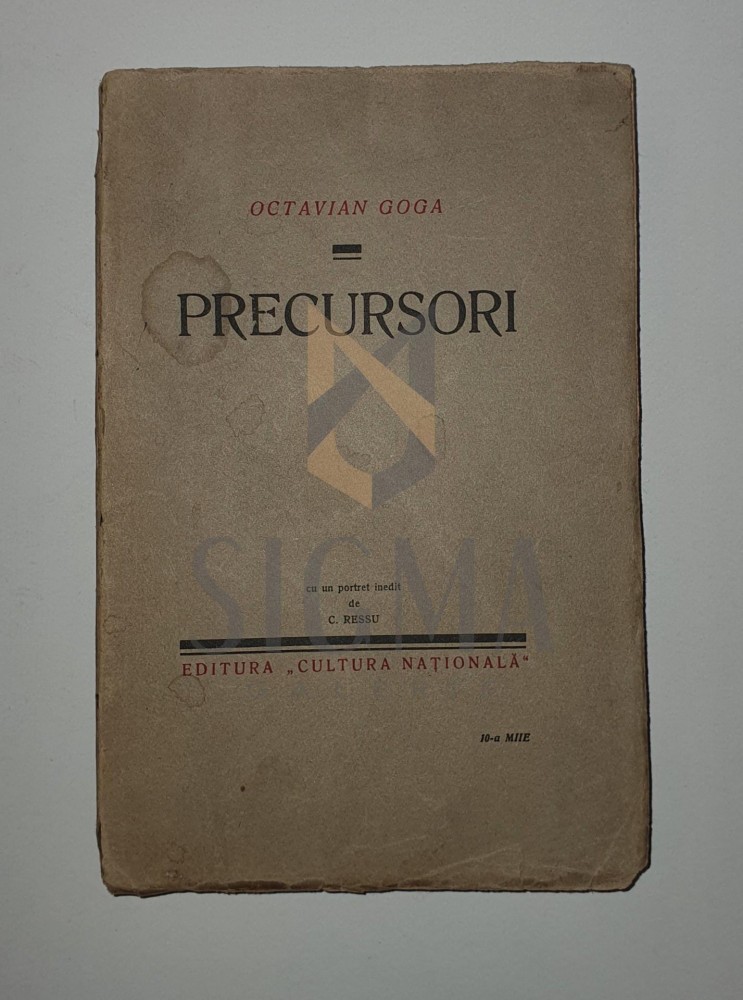 OCTAVIAN GOGA
PRECURSORI
SIGMA
cu un portret inedit
de
C. RESSU
EDITURA „CULTURA NAȚIONALĂ“
10-a MIIE